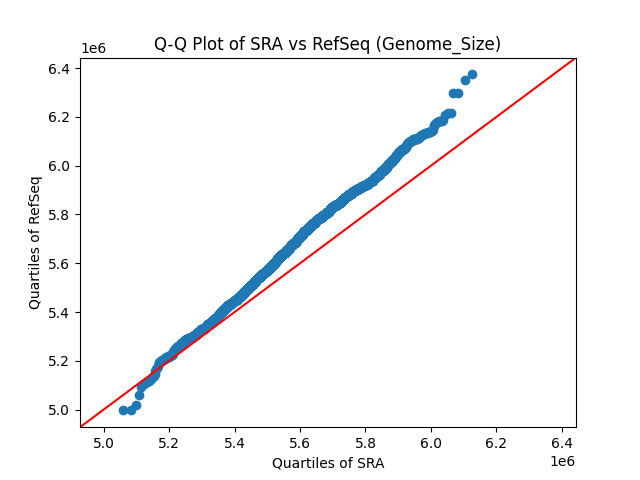 Q-Q Plot of SRA vs RefSeq (Genome_Size)
1e6
6.4
6.2
6.0
5.8
5.6
5.4
5.2
5.0
Quartiles of RefSeq
5.0 5.2 5.4 5.6 5.8 6.0 6.2 6.4
Quartiles of SRA
1e6